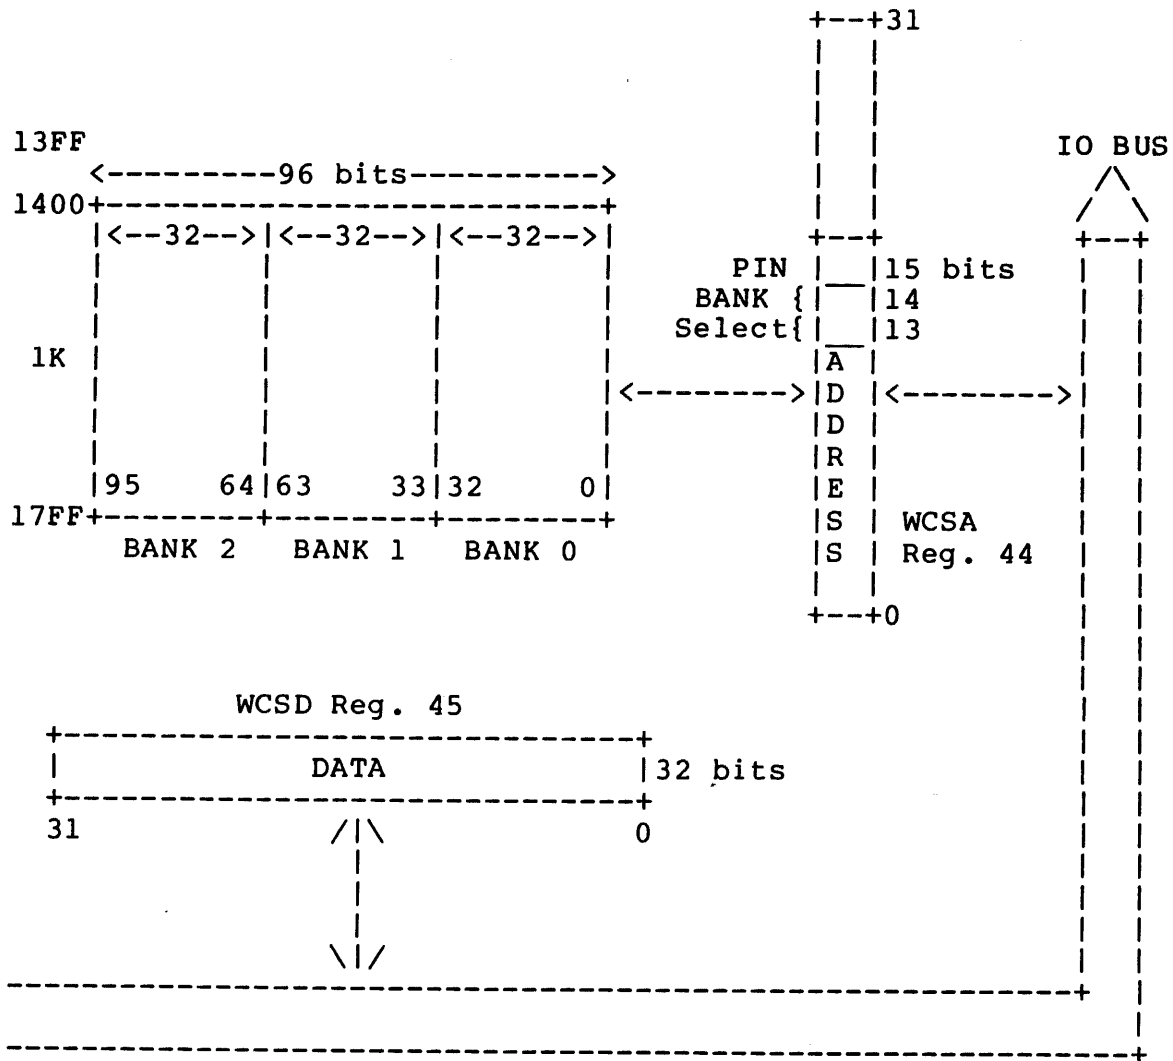 +--+31
13FF
IO BUS
<---------96 bits---------->
1400+---------------------------+
|<--32-->|<--32-->|<--32-->|
+--+
+--+
PIN | |15 bits
BANK {| |14
Select{| |13
1K
|A|
<-------->|D|<-------->
|D|
|R|
|95 64|63 33|32 0|
|E|
17FF+--------+--------+--------+
|S| WCSA
BANK 2 BANK 1 BANK 0
|S| Reg. 44
+--+0
WCSD Reg. 45
+------------------------------+
| DATA |32 bits
+------------------------------+
31 /|\ 0
\|/